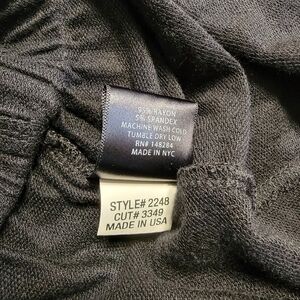 95% RAYON
5% SPANDEX
MACHINE WASH COLD
TUMBLE DRY LOW
RN# 148284
MADE IN NYC
STYLE# 2248
CUT# 3349
MADE IN USA